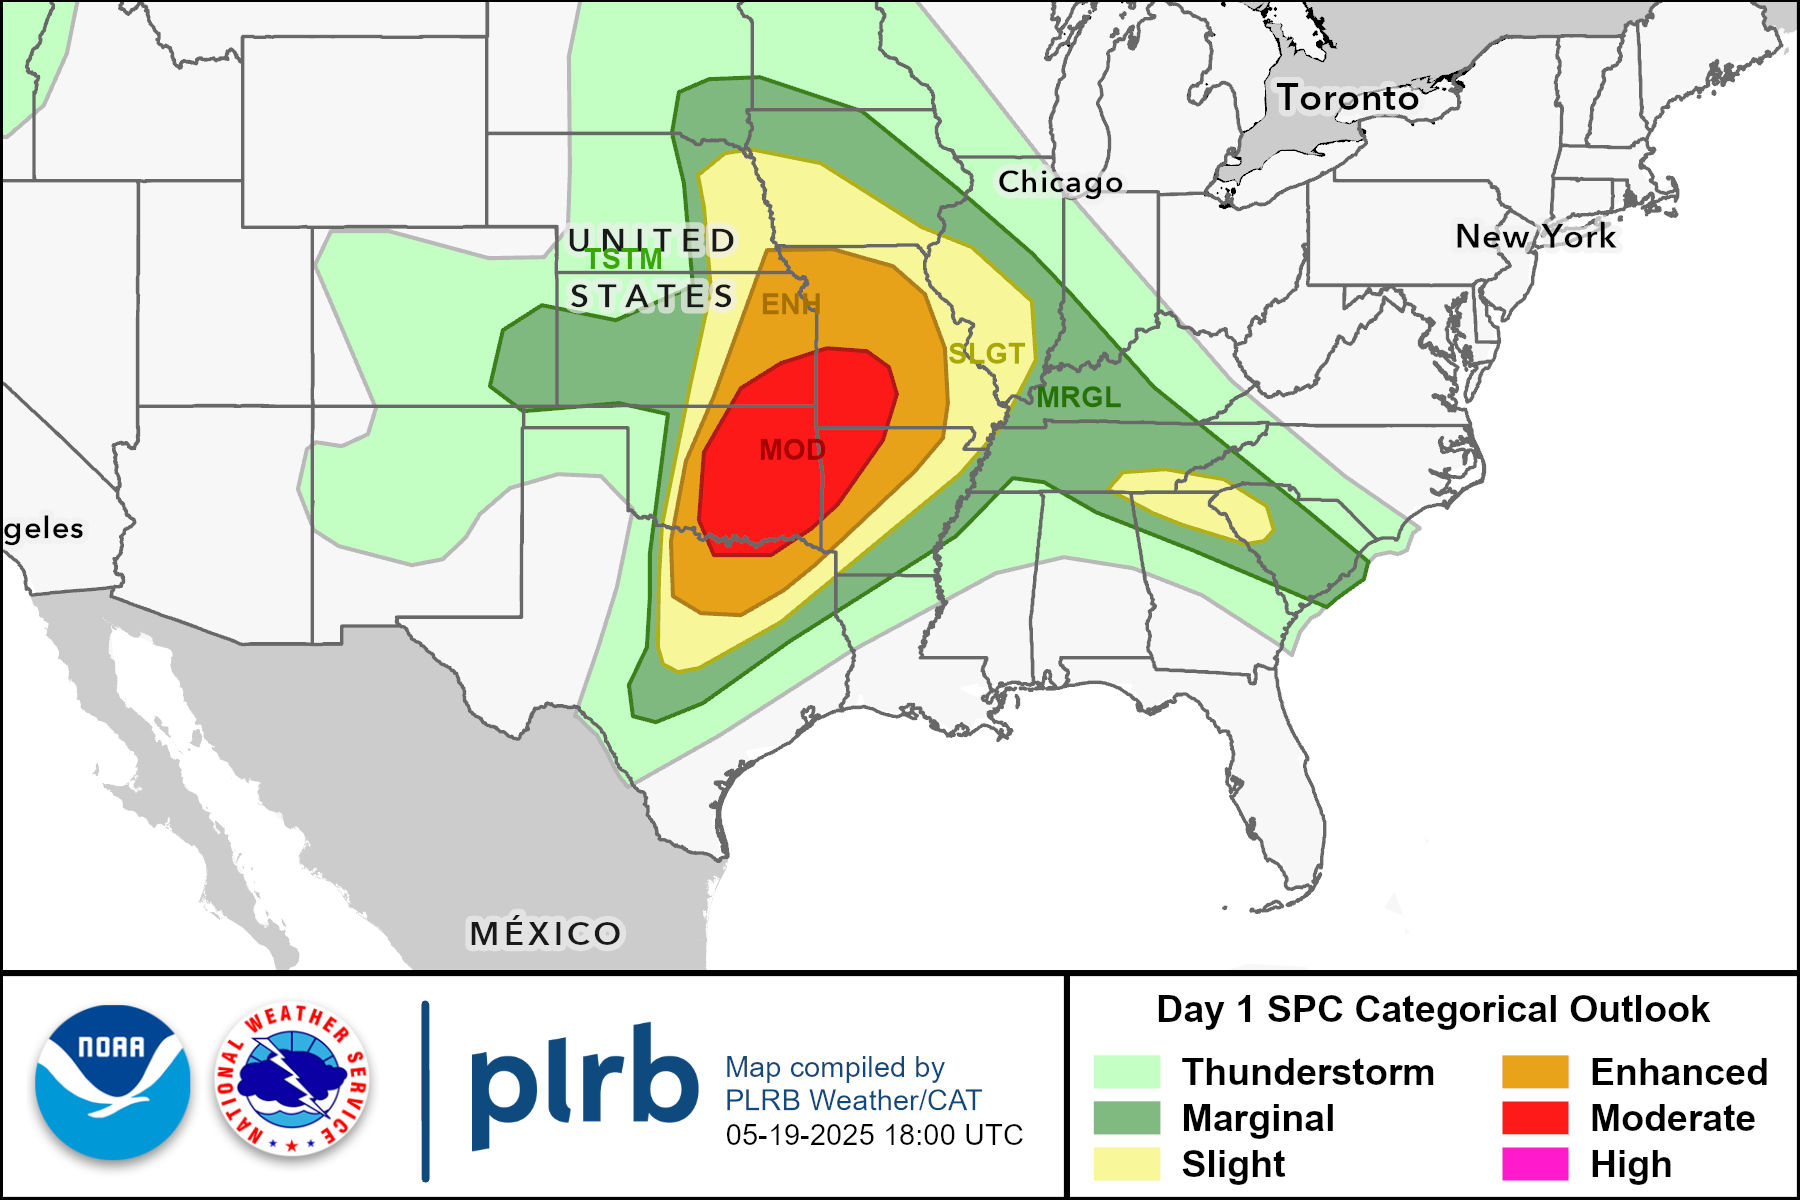 Toronto
Chicago
New York
UNITED
TSTM
STATES
ENH
SLGT
MRGL
MOD
geles
MÉXICO
NOAA
NATIONAL WEATHER SERVICE
plrb
Map compiled by
PLRB Weather/CAT
05-19-2025 18:00 UTC
Day 1 SPC Categorical Outlook
Thunderstorm
Marginal
Slight
Enhanced
Moderate
High